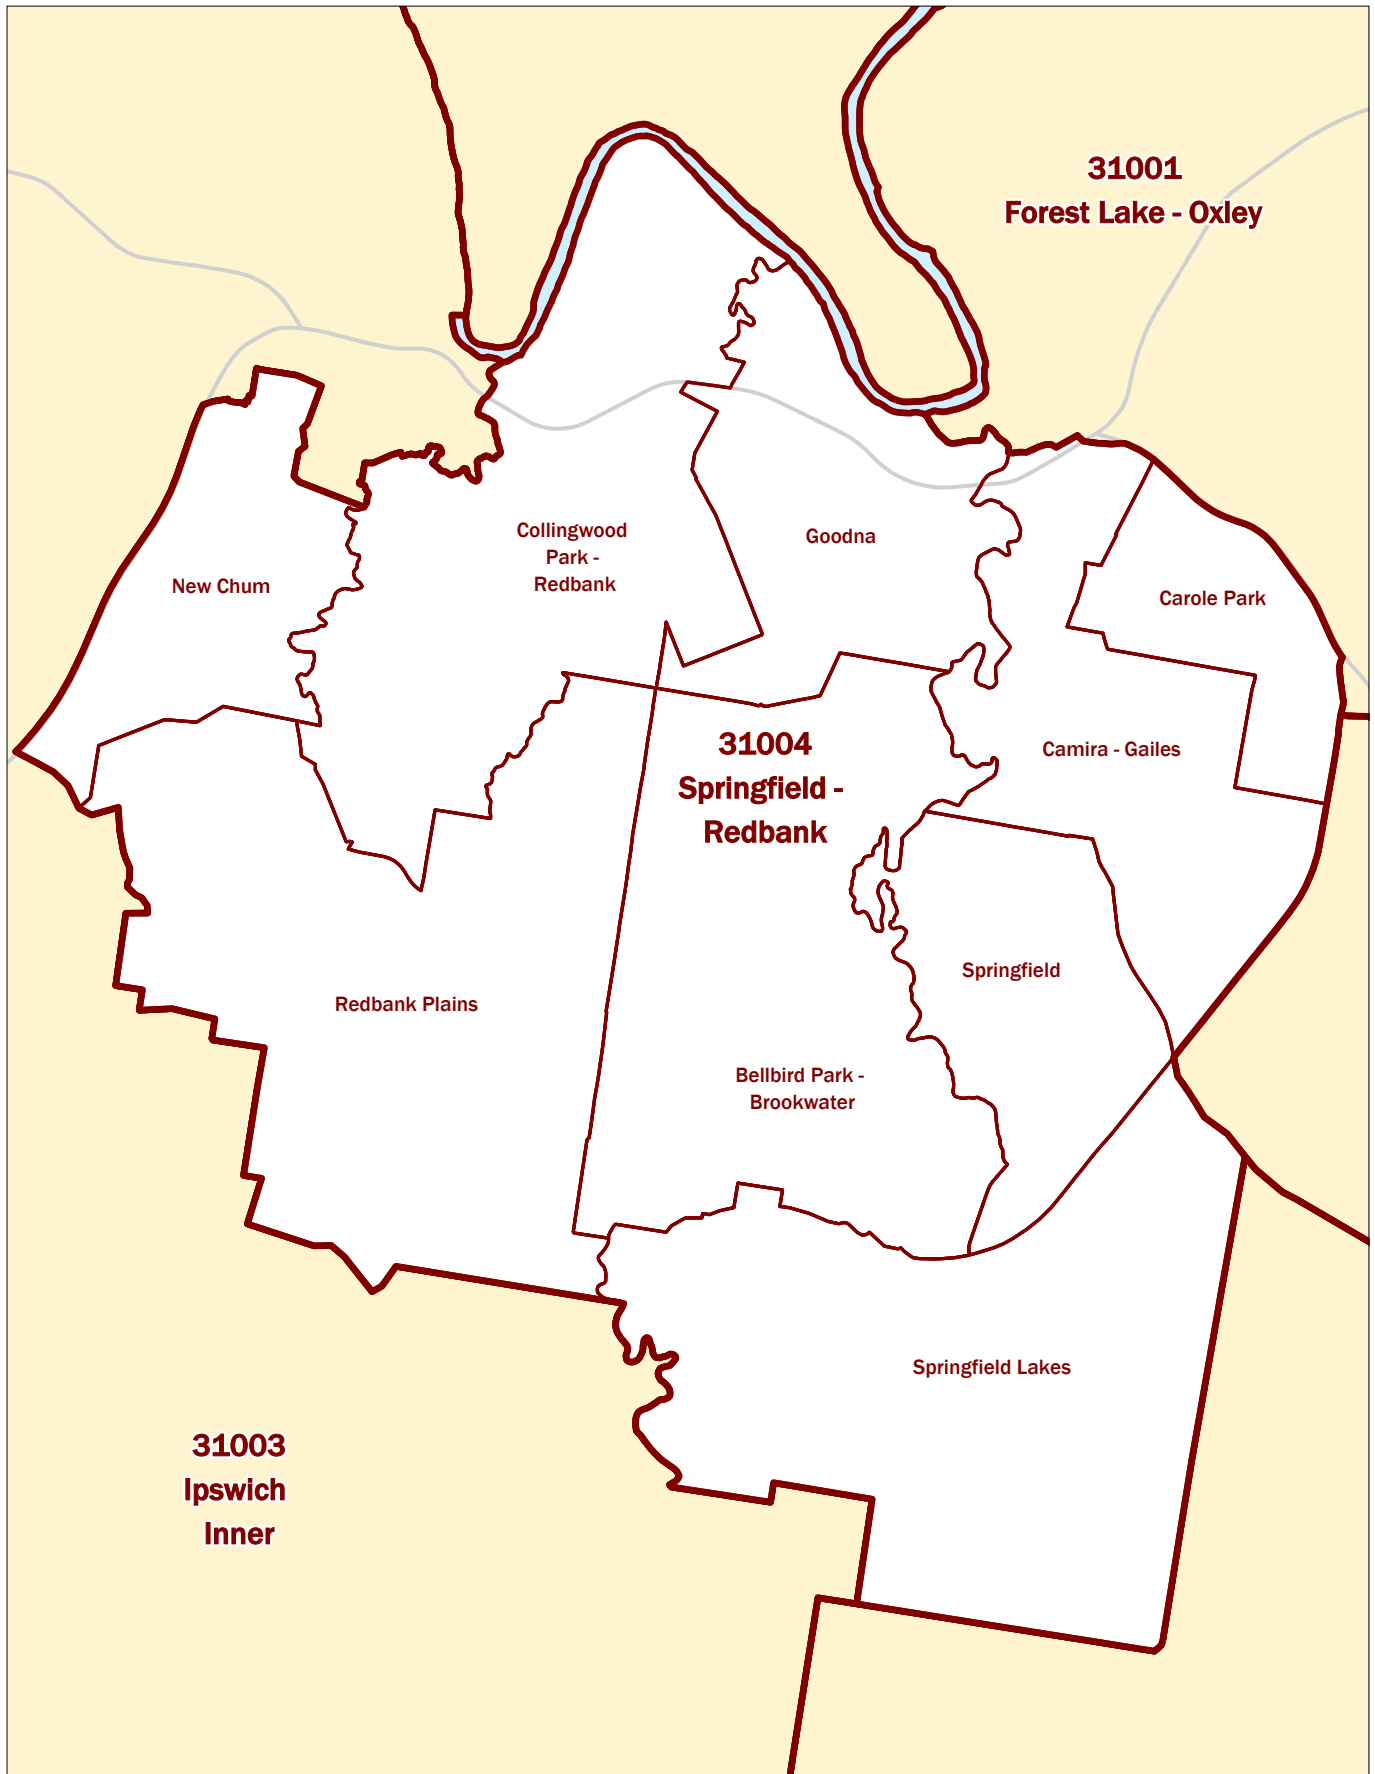 31001
Forest Lake - Oxley
Collingwood
Park -
Redbank
Goodna
New Chum
Carole Park
31004
Springfield -
Redbank
Camira - Gailes
Springfield
Redbank Plains
Bellbird Park -
Brookwater
Springfield Lakes
31003
Ipswich
Inner